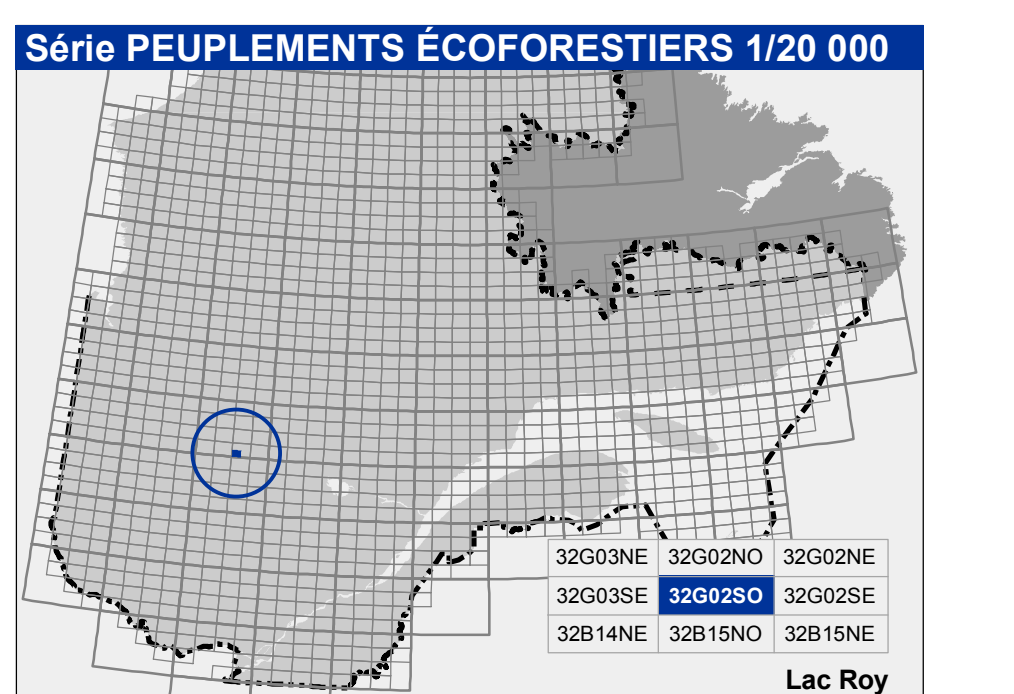 Série PEUPLEMENTS ÉCOFORESTIERS 1/20 000
32G03NE 32G02NO 32G02NE
32G03SE 32G02SO 32G02SE
32B14NE 32B15NO 32B15NE
Lac Roy